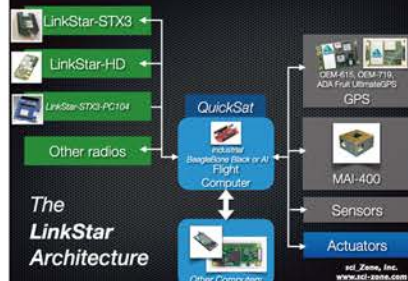 LinkStar-STX3
LinkStar-HD
LinkStar-STX3-PC104
Other radios
The
LinkStar
Architecture
QuickSat
Industrial
BeagleBone Black or AI
Flight
Computer
Other Computers
OEM-615, OEM-719,
ADA Fruit UltimateGPS
GPS
MAI-400
Sensors
Actuators
sci_Zone, Inc.
www.sci-zone.com